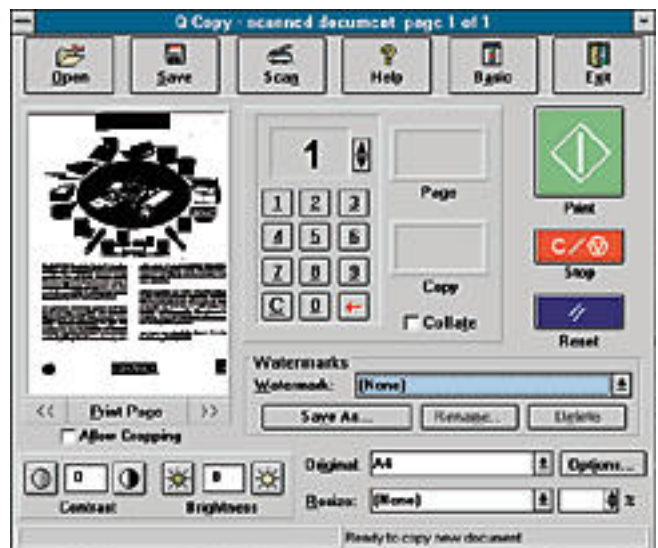 Q Copy - scanned document page 1 of 1
Open Save Scan Help Basic Exit
1
1 2 3
4 5 6
7 8 9
C 0 ←
Page
Copy
Collate
Print
C/
Stop
Reset
Watermarks
Watermark: (None)
Save As... Rename... Delete
<< Print Page >>
Allow Cropping
0
Contrast
Brightness
Original: A4 Options...
Resize: (None) %
Ready to copy new document